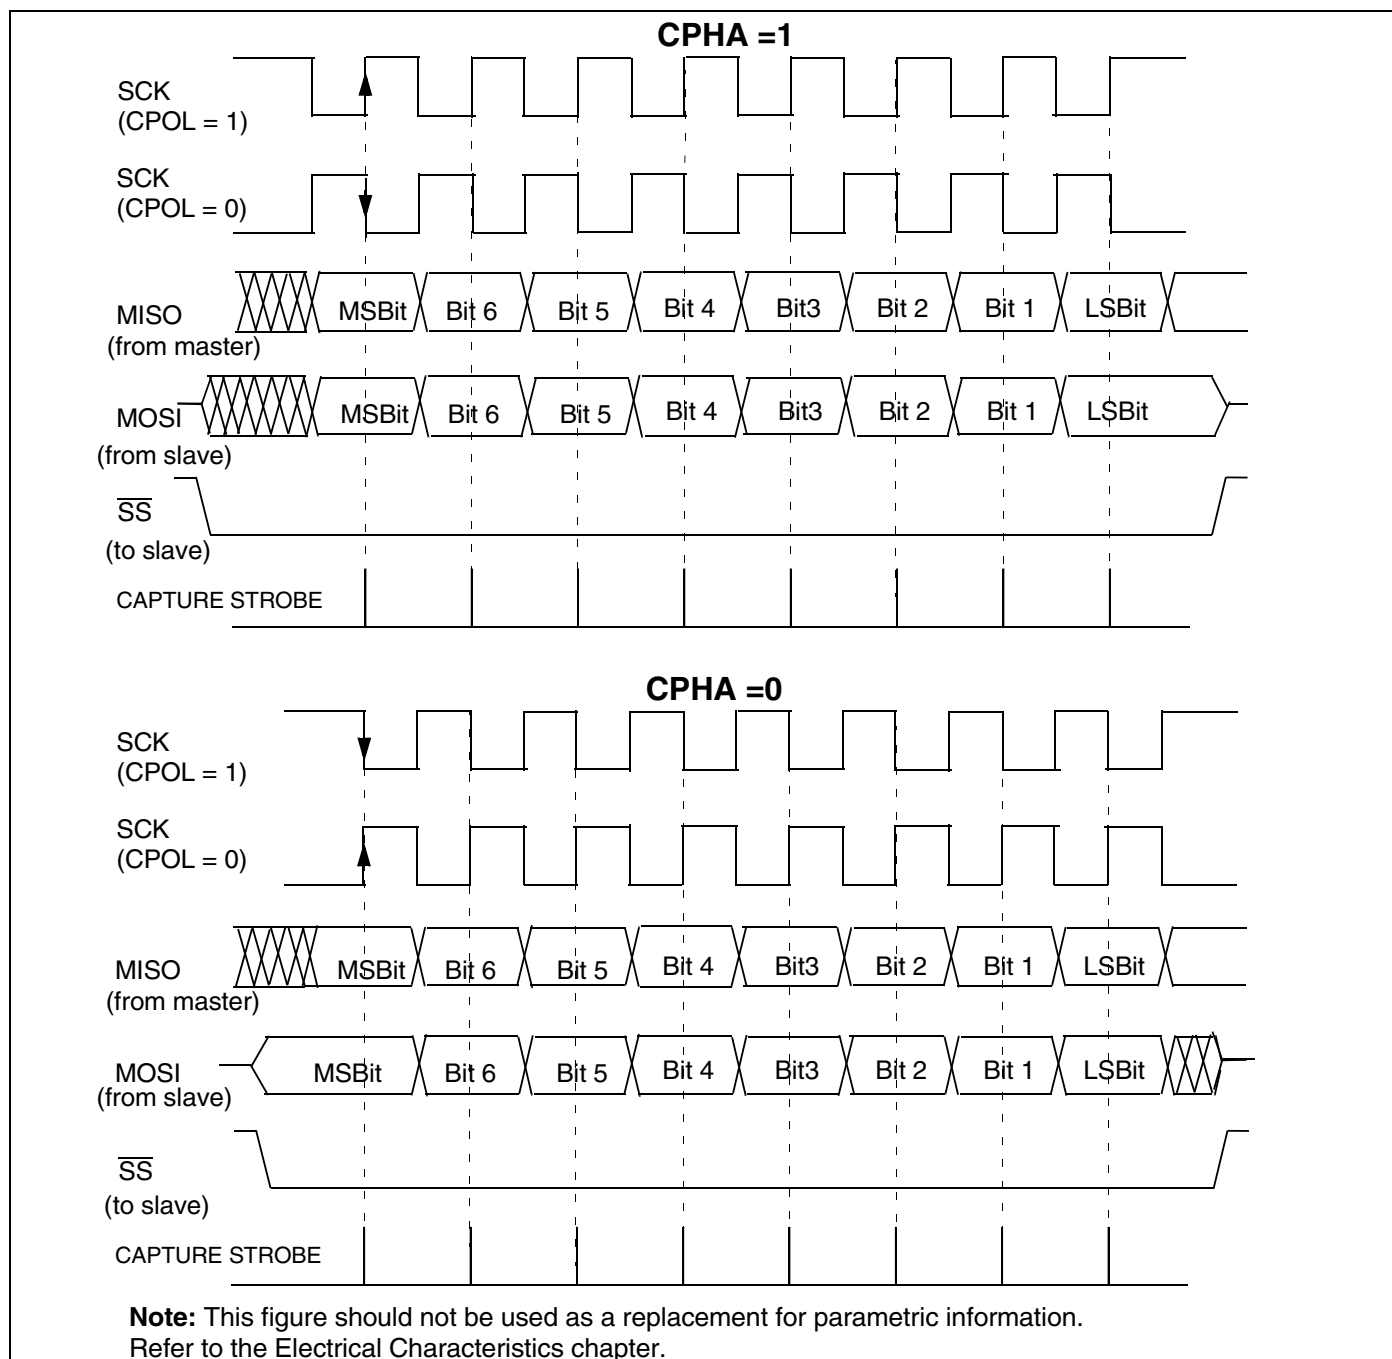 CPHA =1
SCK
(CPOL = 1)
SCK
(CPOL = 0)
MISO
(from master)
MSBit Bit 6 Bit 5 Bit 4 Bit3 Bit 2 Bit 1 LSBit
MOSI
(from slave)
MSBit Bit 6 Bit 5 Bit 4 Bit3 Bit 2 Bit 1 LSBit
SS
(to slave)
CAPTURE STROBE
CPHA =0
SCK
(CPOL = 1)
SCK
(CPOL = 0)
MISO
(from master)
MSBit Bit 6 Bit 5 Bit 4 Bit3 Bit 2 Bit 1 LSBit
MOSI
(from slave)
MSBit Bit 6 Bit 5 Bit 4 Bit3 Bit 2 Bit 1 LSBit
SS
(to slave)
CAPTURE STROBE
Note: This figure should not be used as a replacement for parametric information.
Refer to the Electrical Characteristics chapter.